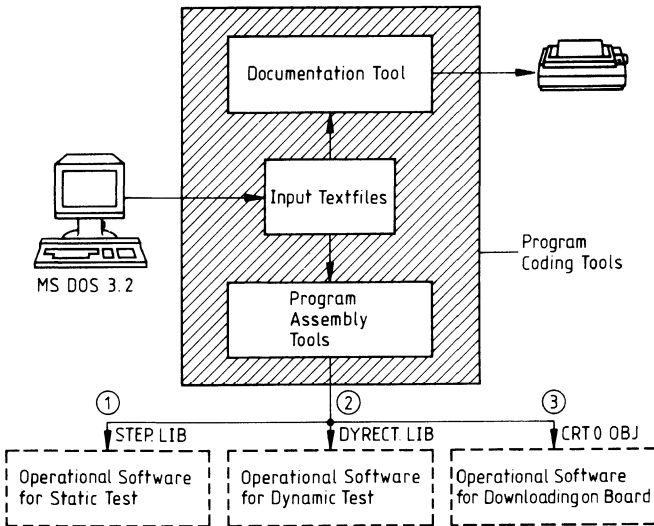 Documentation Tool
Input Textfiles
MS DOS 3.2
Program
Coding Tools
Program
Assembly
Tools
1
2
3
STEP. LIB
DYRECT. LIB
CRT 0 OBJ
Operational Software
for Static Test
Operational Software
for Dynamic Test
Operational Software
for Downloading on Board